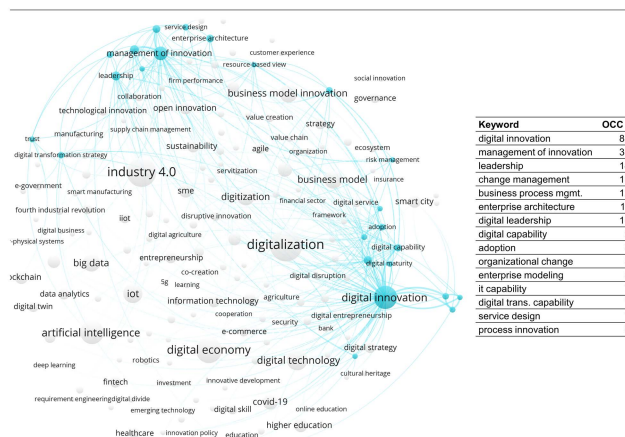 service design
enterprise architecture
management of innovation
customer experience
resource-based view
leadership
firm performance
social innovation
collaboration
business model innovation
governance
technological innovation
open innovation
value creation
strategy
trust
manufacturing
supply chain management
value chain
sustainability
agile
organization
ecosystem
digital transformation strategy
risk management
industry 4.0
servitization
business model
insurance
e-government
smart manufacturing
sme
digitization
financial sector
digital service
smart city
fourth industrial revolution
iiot
disruptive innovation
framework
adoption
digital business
digital agriculture
-physical systems
digitalization
digital capability
big data
entrepreneurship
digital maturity
ockchain
co-creation
digital disruption
5g
learning
data analytics
iot
information technology
agriculture
digital innovation
digital twin
cooperation
digital entrepreneurship
security
artificial intelligence
e-commerce
bank
digital economy
digital strategy
robotics
digital technology
deep learning
cultural heritage
fintech
investment
innovative development
requirement engineering
digital divide
covid-19
emerging technology
digital skill
online education
higher education
healthcare
innovation policy
education
Keyword OCC
digital innovation 8
management of innovation 3
leadership 1
change management 1
business process mgmt. 1
enterprise architecture 1
digital leadership 1
digital capability
adoption
organizational change
enterprise modeling
it capability
digital trans. capability
service design
process innovation